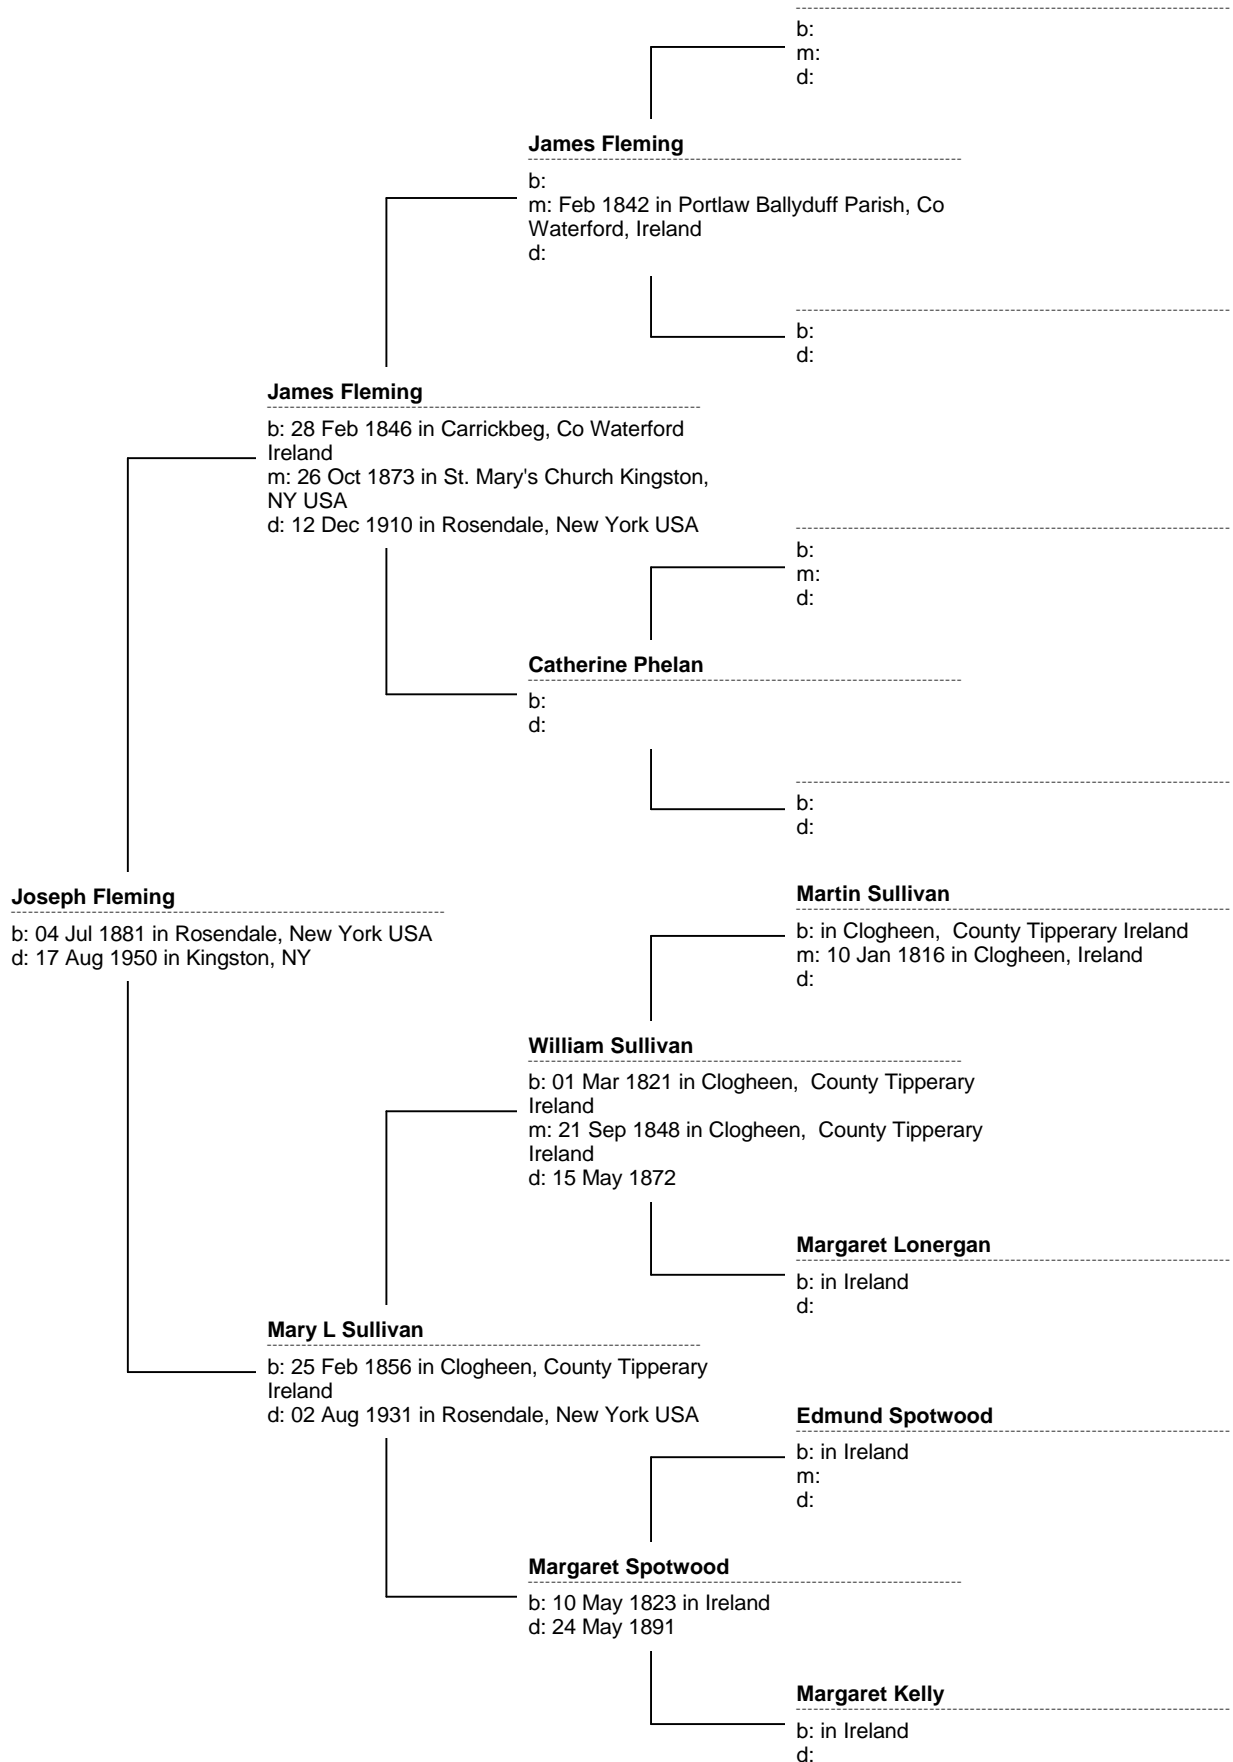 b:
m:
d:
James Fleming
b:
m: Feb 1842 in Portlaw Ballyduff Parish, Co
Waterford, Ireland
d:
b:
d:
James Fleming
b: 28 Feb 1846 in Carrickbeg, Co Waterford
Ireland
m: 26 Oct 1873 in St. Mary's Church Kingston,
NY USA
d: 12 Dec 1910 in Rosendale, New York USA
b:
m:
d:
Catherine Phelan
b:
d:
b:
d:
Joseph Fleming
b: 04 Jul 1881 in Rosendale, New York USA
d: 17 Aug 1950 in Kingston, NY
Martin Sullivan
b: in Clogheen,  County Tipperary Ireland
m: 10 Jan 1816 in Clogheen, Ireland
d:
William Sullivan
b: 01 Mar 1821 in Clogheen,  County Tipperary
Ireland
m: 21 Sep 1848 in Clogheen,  County Tipperary
Ireland
d: 15 May 1872
Margaret Lonergan
b: in Ireland
d:
Mary L Sullivan
b: 25 Feb 1856 in Clogheen, County Tipperary
Ireland
d: 02 Aug 1931 in Rosendale, New York USA
Edmund Spotwood
b: in Ireland
m:
d:
Margaret Spotwood
b: 10 May 1823 in Ireland
d: 24 May 1891
Margaret Kelly
b: in Ireland
d: